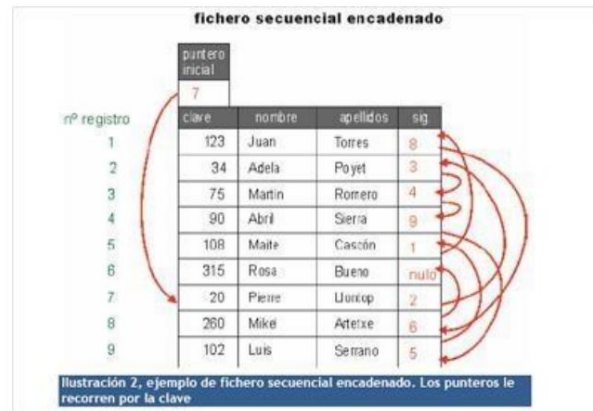 fichero secuencial encadenado
puntero
inicial
7
nº registro clave nombre apellidos sig.
1 123 Juan Torres 8
2 34 Adela Poyet 3
3 75 Martin Romero 4
4 90 Abril Sierra 9
5 108 Maite Cascón 1
6 315 Rosa Bueno nulo
7 20 Pierre 2
8 260 Mikel Artetxe 6
9 102 Luis Serrano 5
Ilustración 2, ejemplo de fichero secuencial encadenado. Los punteros le
recorren por la clave